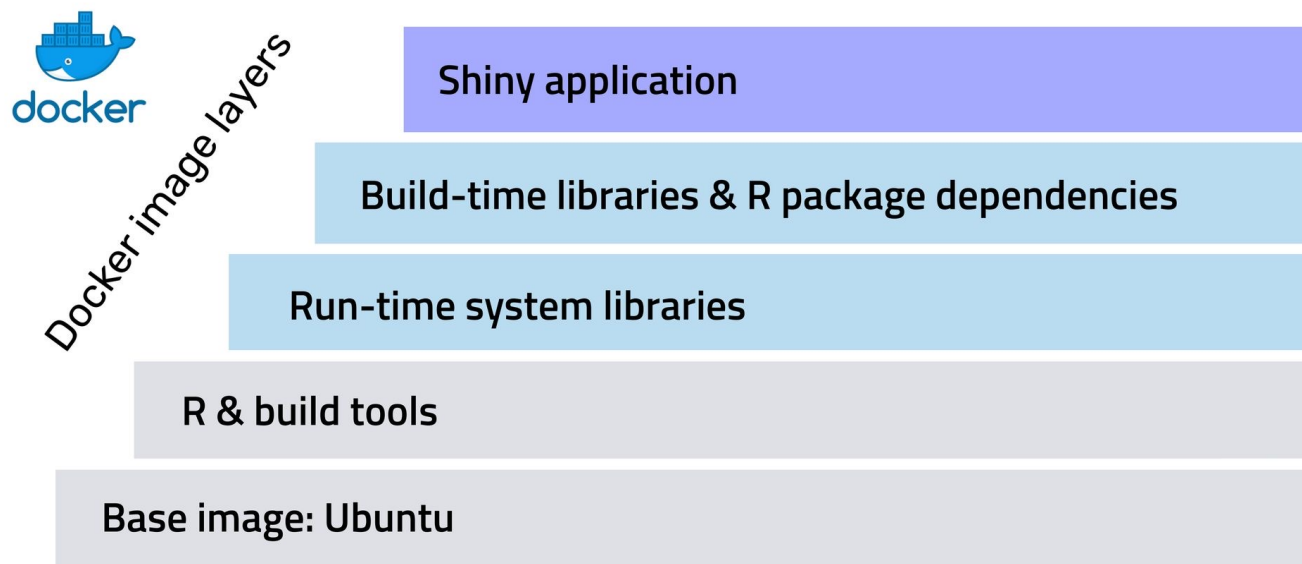 docker
Docker image layers
Shiny application
Build-time libraries & R package dependencies
Run-time system libraries
R & build tools
Base image: Ubuntu